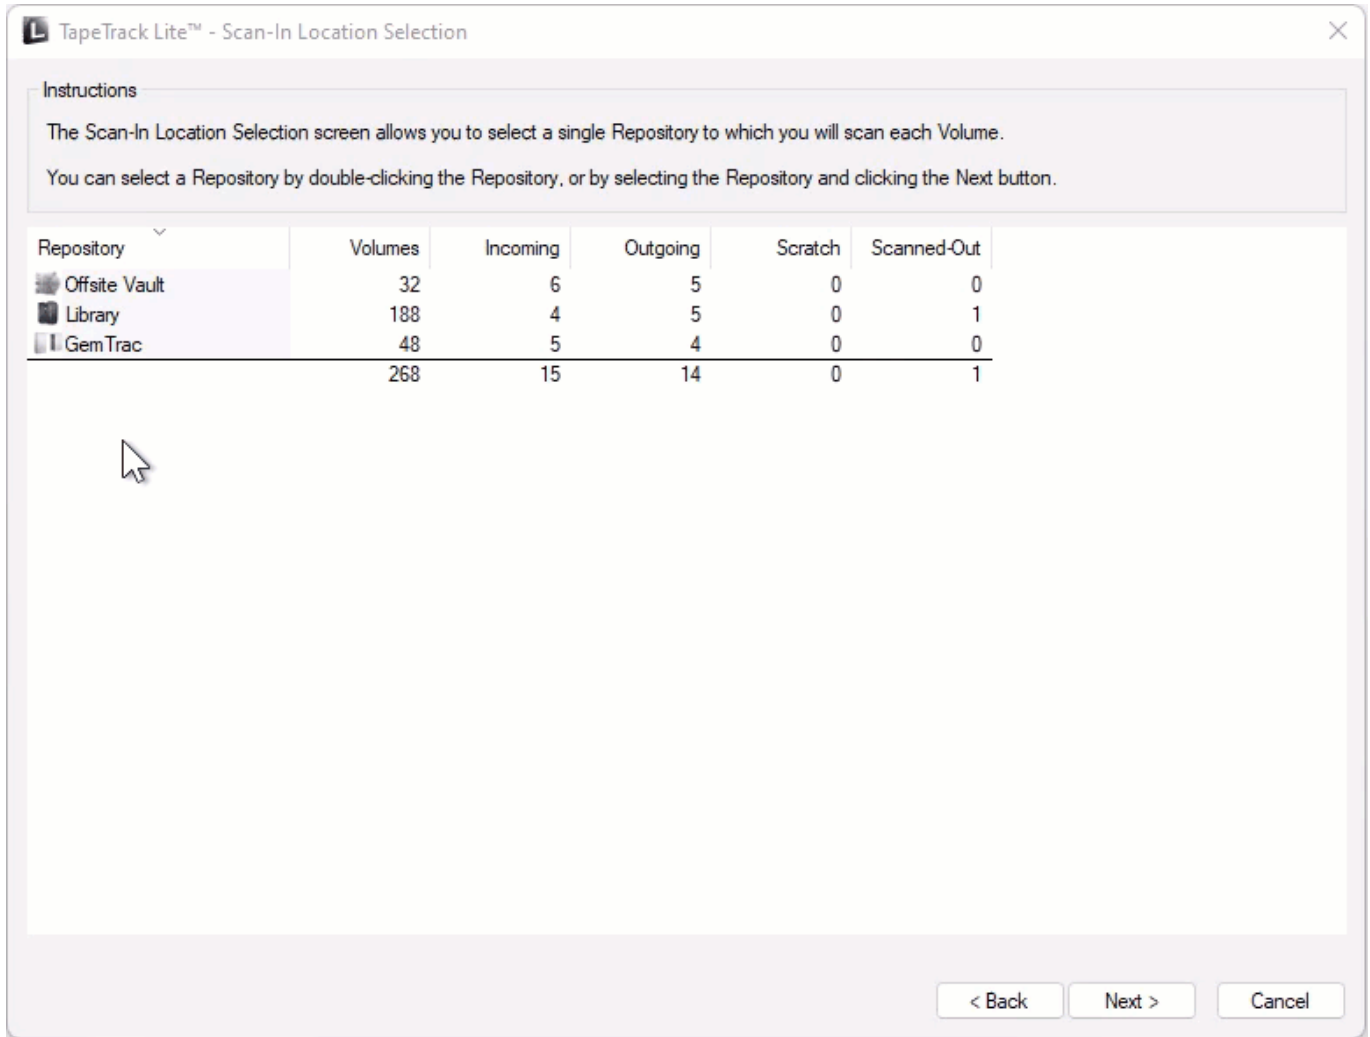 TapeTrack Lite™ - Scan-In Location Selection
Instructions
The Scan-In Location Selection screen allows you to select a single Repository to which you will scan each Volume.
You can select a Repository by double-clicking the Repository, or by selecting the Repository and clicking the Next button.
Repository Volumes Incoming Outgoing Scratch Scanned-Out
Offsite Vault 32 6 5 0 0
Library 188 4 5 0 1
GemTrac 48 5 4 0 0
268 15 14 0 1
< Back Next > Cancel